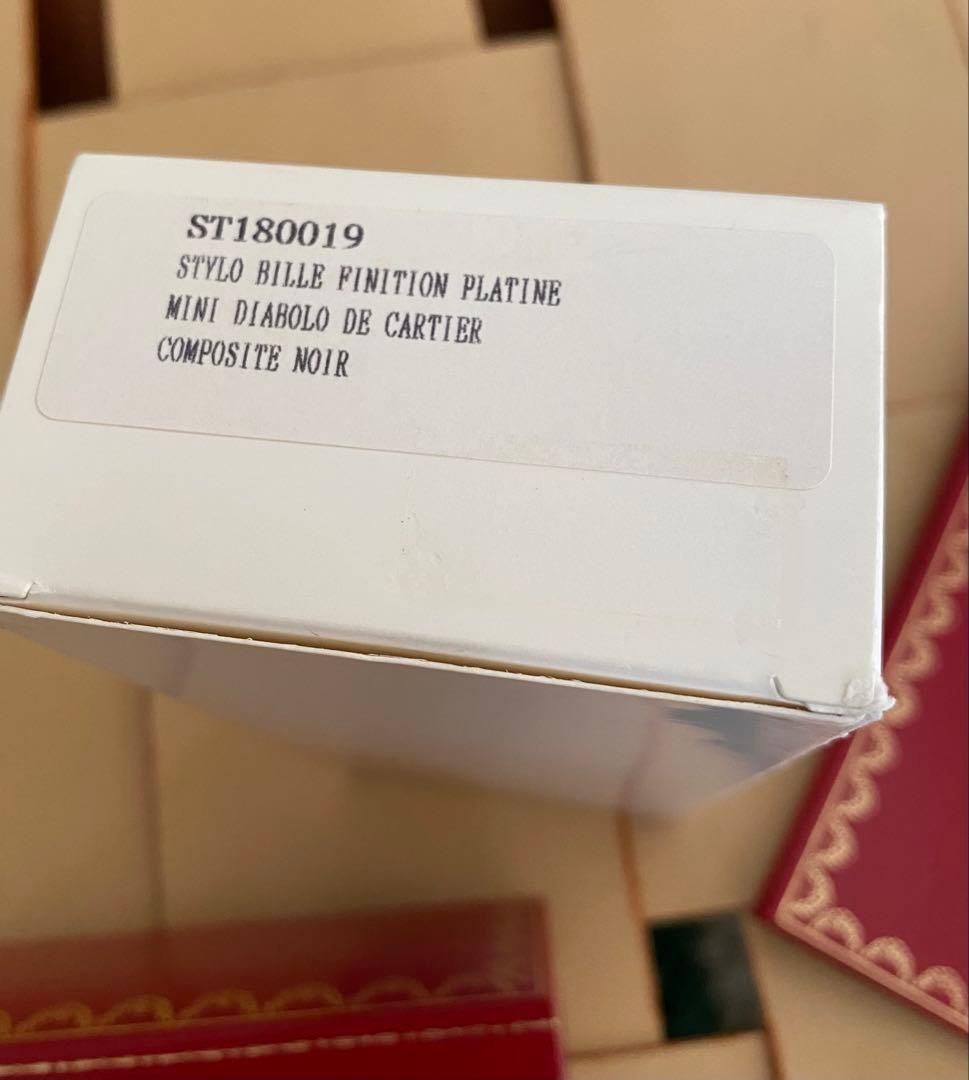 ST180019
STYLO BILLE FINITION PLATINE
MINI DIABOLO DE CARTIER
COMPOSITE NOIR